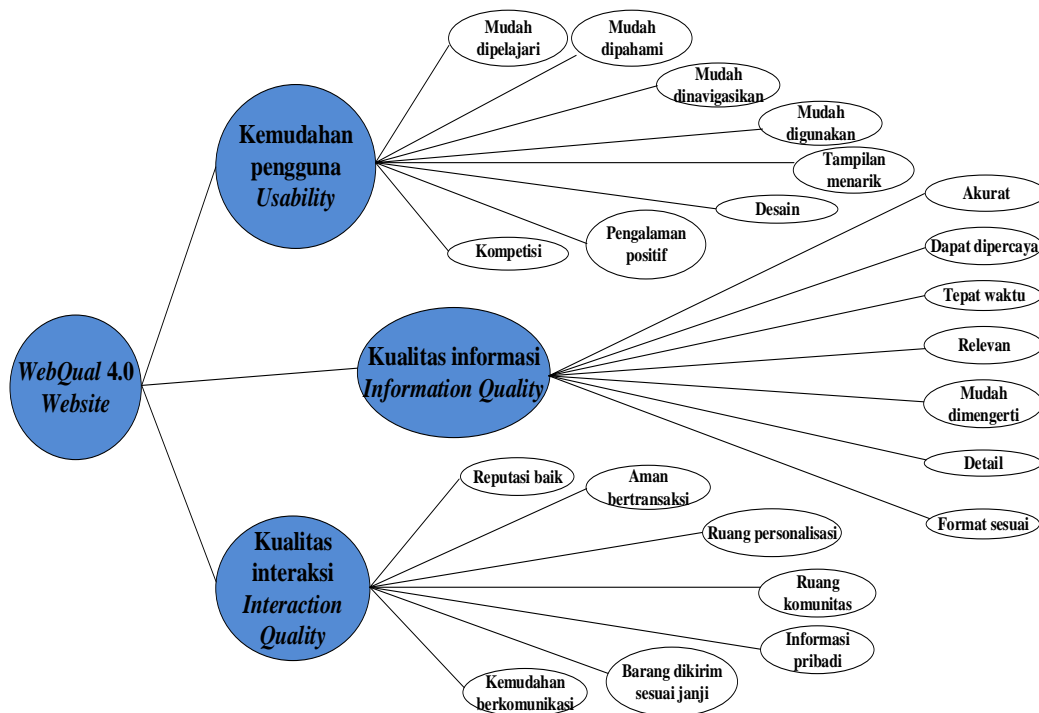 WebQual 4.0
Website
Kemudahan
pengguna
Usability
Mudah
dipelajari
Mudah
dipahami
Mudah
dinavigasikan
Mudah
digunakan
Tampilan
menarik
Desain
Pengalaman
positif
Kompetisi
Kualitas informasi
Information Quality
Akurat
Dapat dipercaya
Tepat waktu
Relevan
Mudah
dimengerti
Detail
Format sesuai
Kualitas
interaksi
Interaction
Quality
Reputasi baik
Aman
bertransaksi
Ruang personalisasi
Ruang
komunitas
Informasi
pribadi
Barang dikirim
sesuai janji
Kemudahan
berkomunikasi